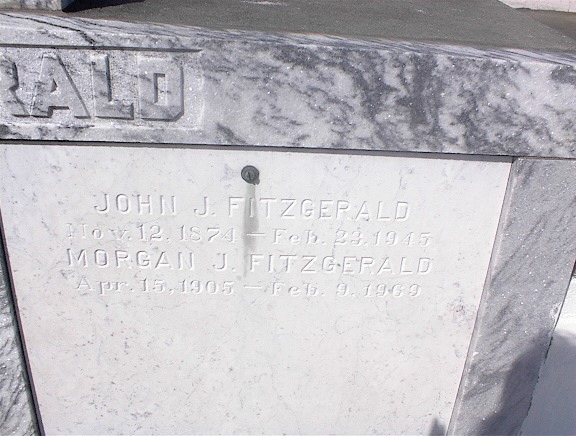 RALD
JOHN J. FITZGERALD
Nov. 12. 1874 — Feb. 23. 1945
MORGAN J. FITZGERALD
Apr. 15, 1905 — Feb. 9, 1969